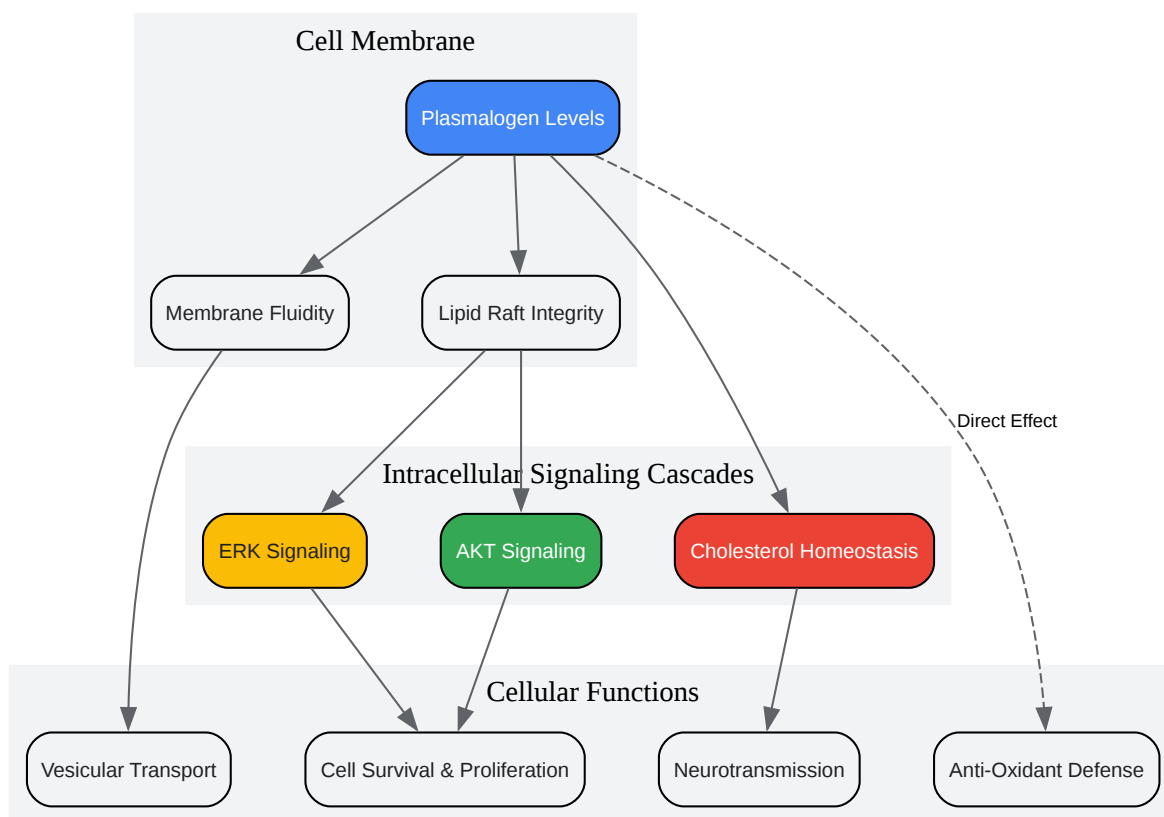 Cell Membrane
Plasmalogen Levels
Membrane Fluidity
Lipid Raft Integrity
Direct Effect
Intracellular Signaling Cascades
ERK Signaling
AKT Signaling
Cholesterol Homeostasis
Cellular Functions
Vesicular Transport
Cell Survival & Proliferation
Neurotransmission
Anti-Oxidant Defense